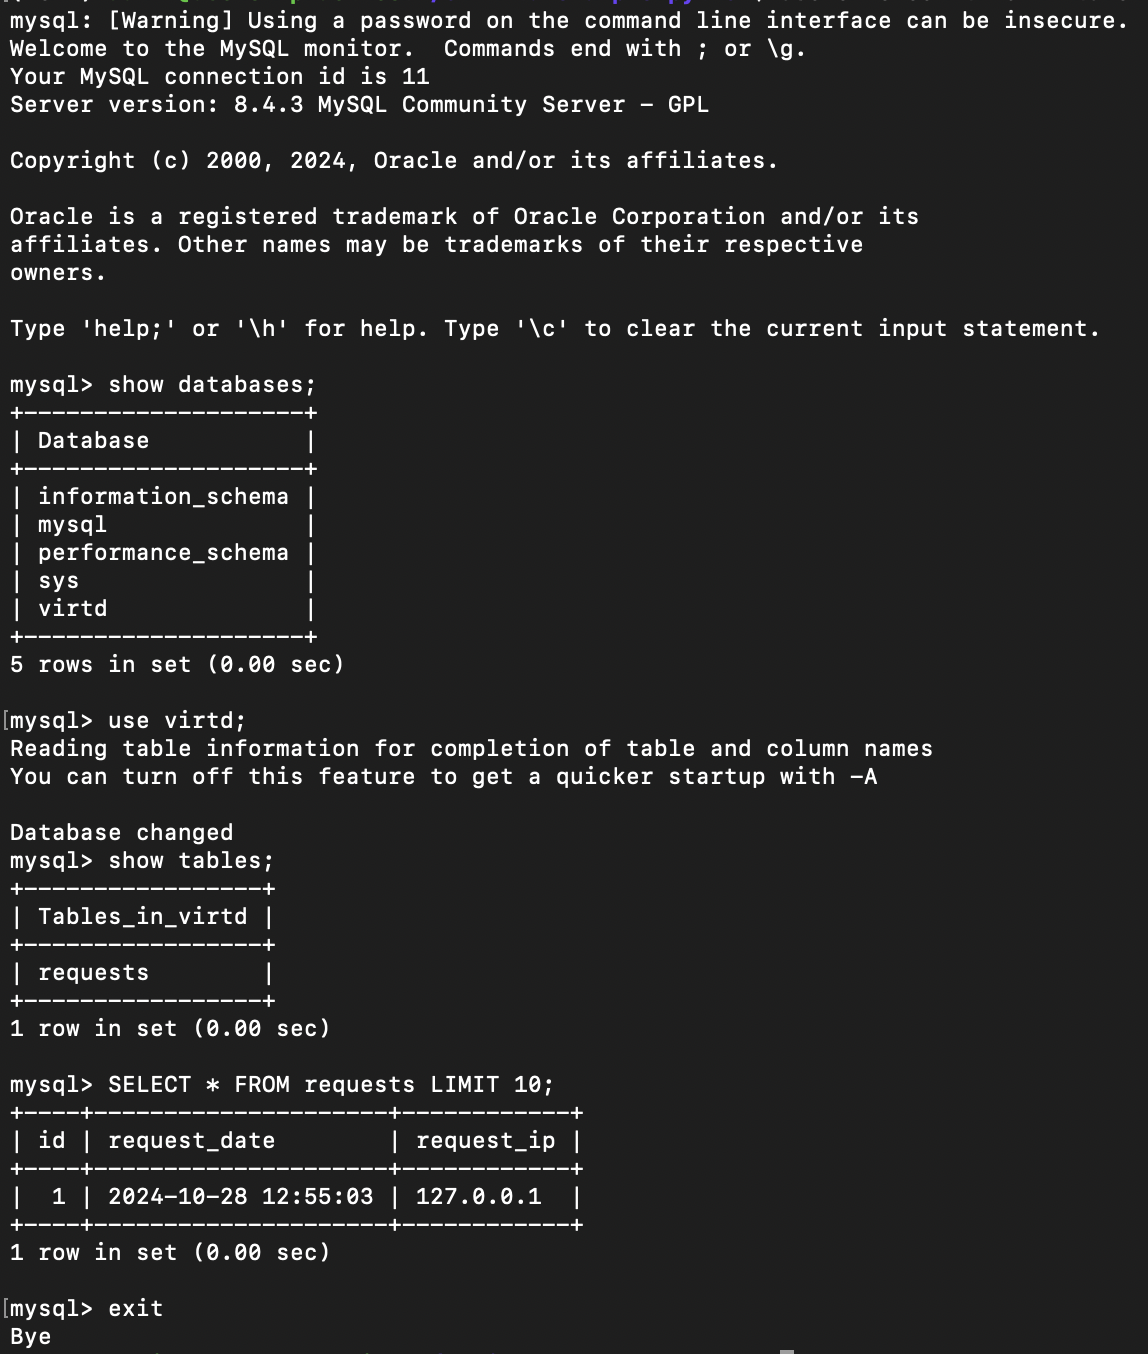 mysql: [Warning] Using a password on the command line interface can be insecure.
Welcome to the MySQL monitor.  Commands end with ; or \g.
Your MySQL connection id is 11
Server version: 8.4.3 MySQL Community Server - GPL

Copyright (c) 2000, 2024, Oracle and/or its affiliates.

Oracle is a registered trademark of Oracle Corporation and/or its
affiliates. Other names may be trademarks of their respective
owners.

Type 'help;' or '\h' for help. Type '\c' to clear the current input statement.

mysql> show databases;
+--------------------+
| Database           |
+--------------------+
| information_schema |
| mysql              |
| performance_schema |
| sys                |
| virtd              |
+--------------------+
5 rows in set (0.00 sec)

[mysql> use virtd;
Reading table information for completion of table and column names
You can turn off this feature to get a quicker startup with -A

Database changed
mysql> show tables;
+-----------------+
| Tables_in_virtd |
+-----------------+
| requests        |
+-----------------+
1 row in set (0.00 sec)

mysql> SELECT * FROM requests LIMIT 10;
+----+---------------------+------------+
| id | request_date        | request_ip |
+----+---------------------+------------+
|  1 | 2024-10-28 12:55:03 | 127.0.0.1  |
+----+---------------------+------------+
1 row in set (0.00 sec)

[mysql> exit
Bye